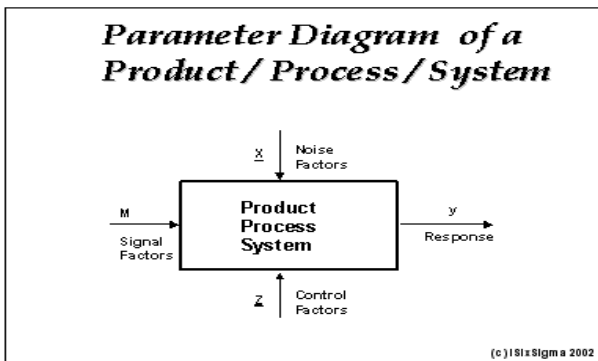 Parameter Diagram of a
Product / Process / System
X
Noise
Factors
M
Signal
Factors
Product
Process
System
y
Response
Z
Control
Factors
(c) iSixSigma 2002